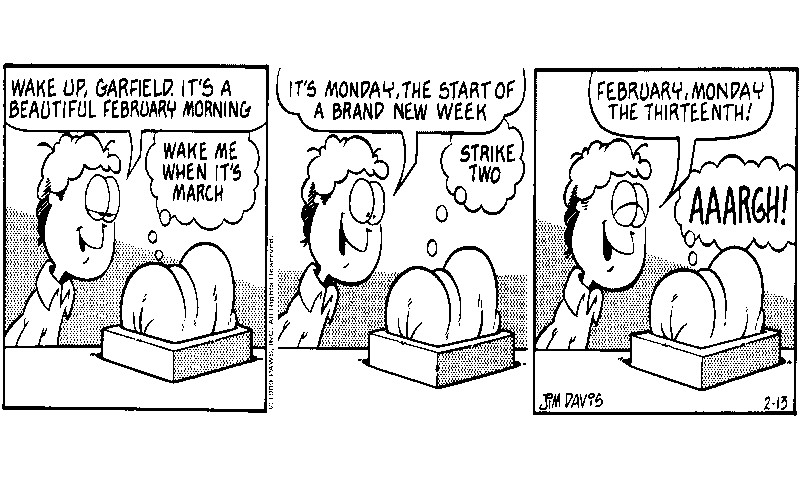 WAKE UP, GARFIELD. IT'S A
BEAUTIFUL FEBRUARY MORNING
WAKE ME
WHEN IT'S
MARCH
IT'S MONDAY, THE START OF
A BRAND NEW WEEK
STRIKE
TWO
FEBRUARY, MONDAY
THE THIRTEENTH!
AAARGH!
JIM DAVIS
2-13